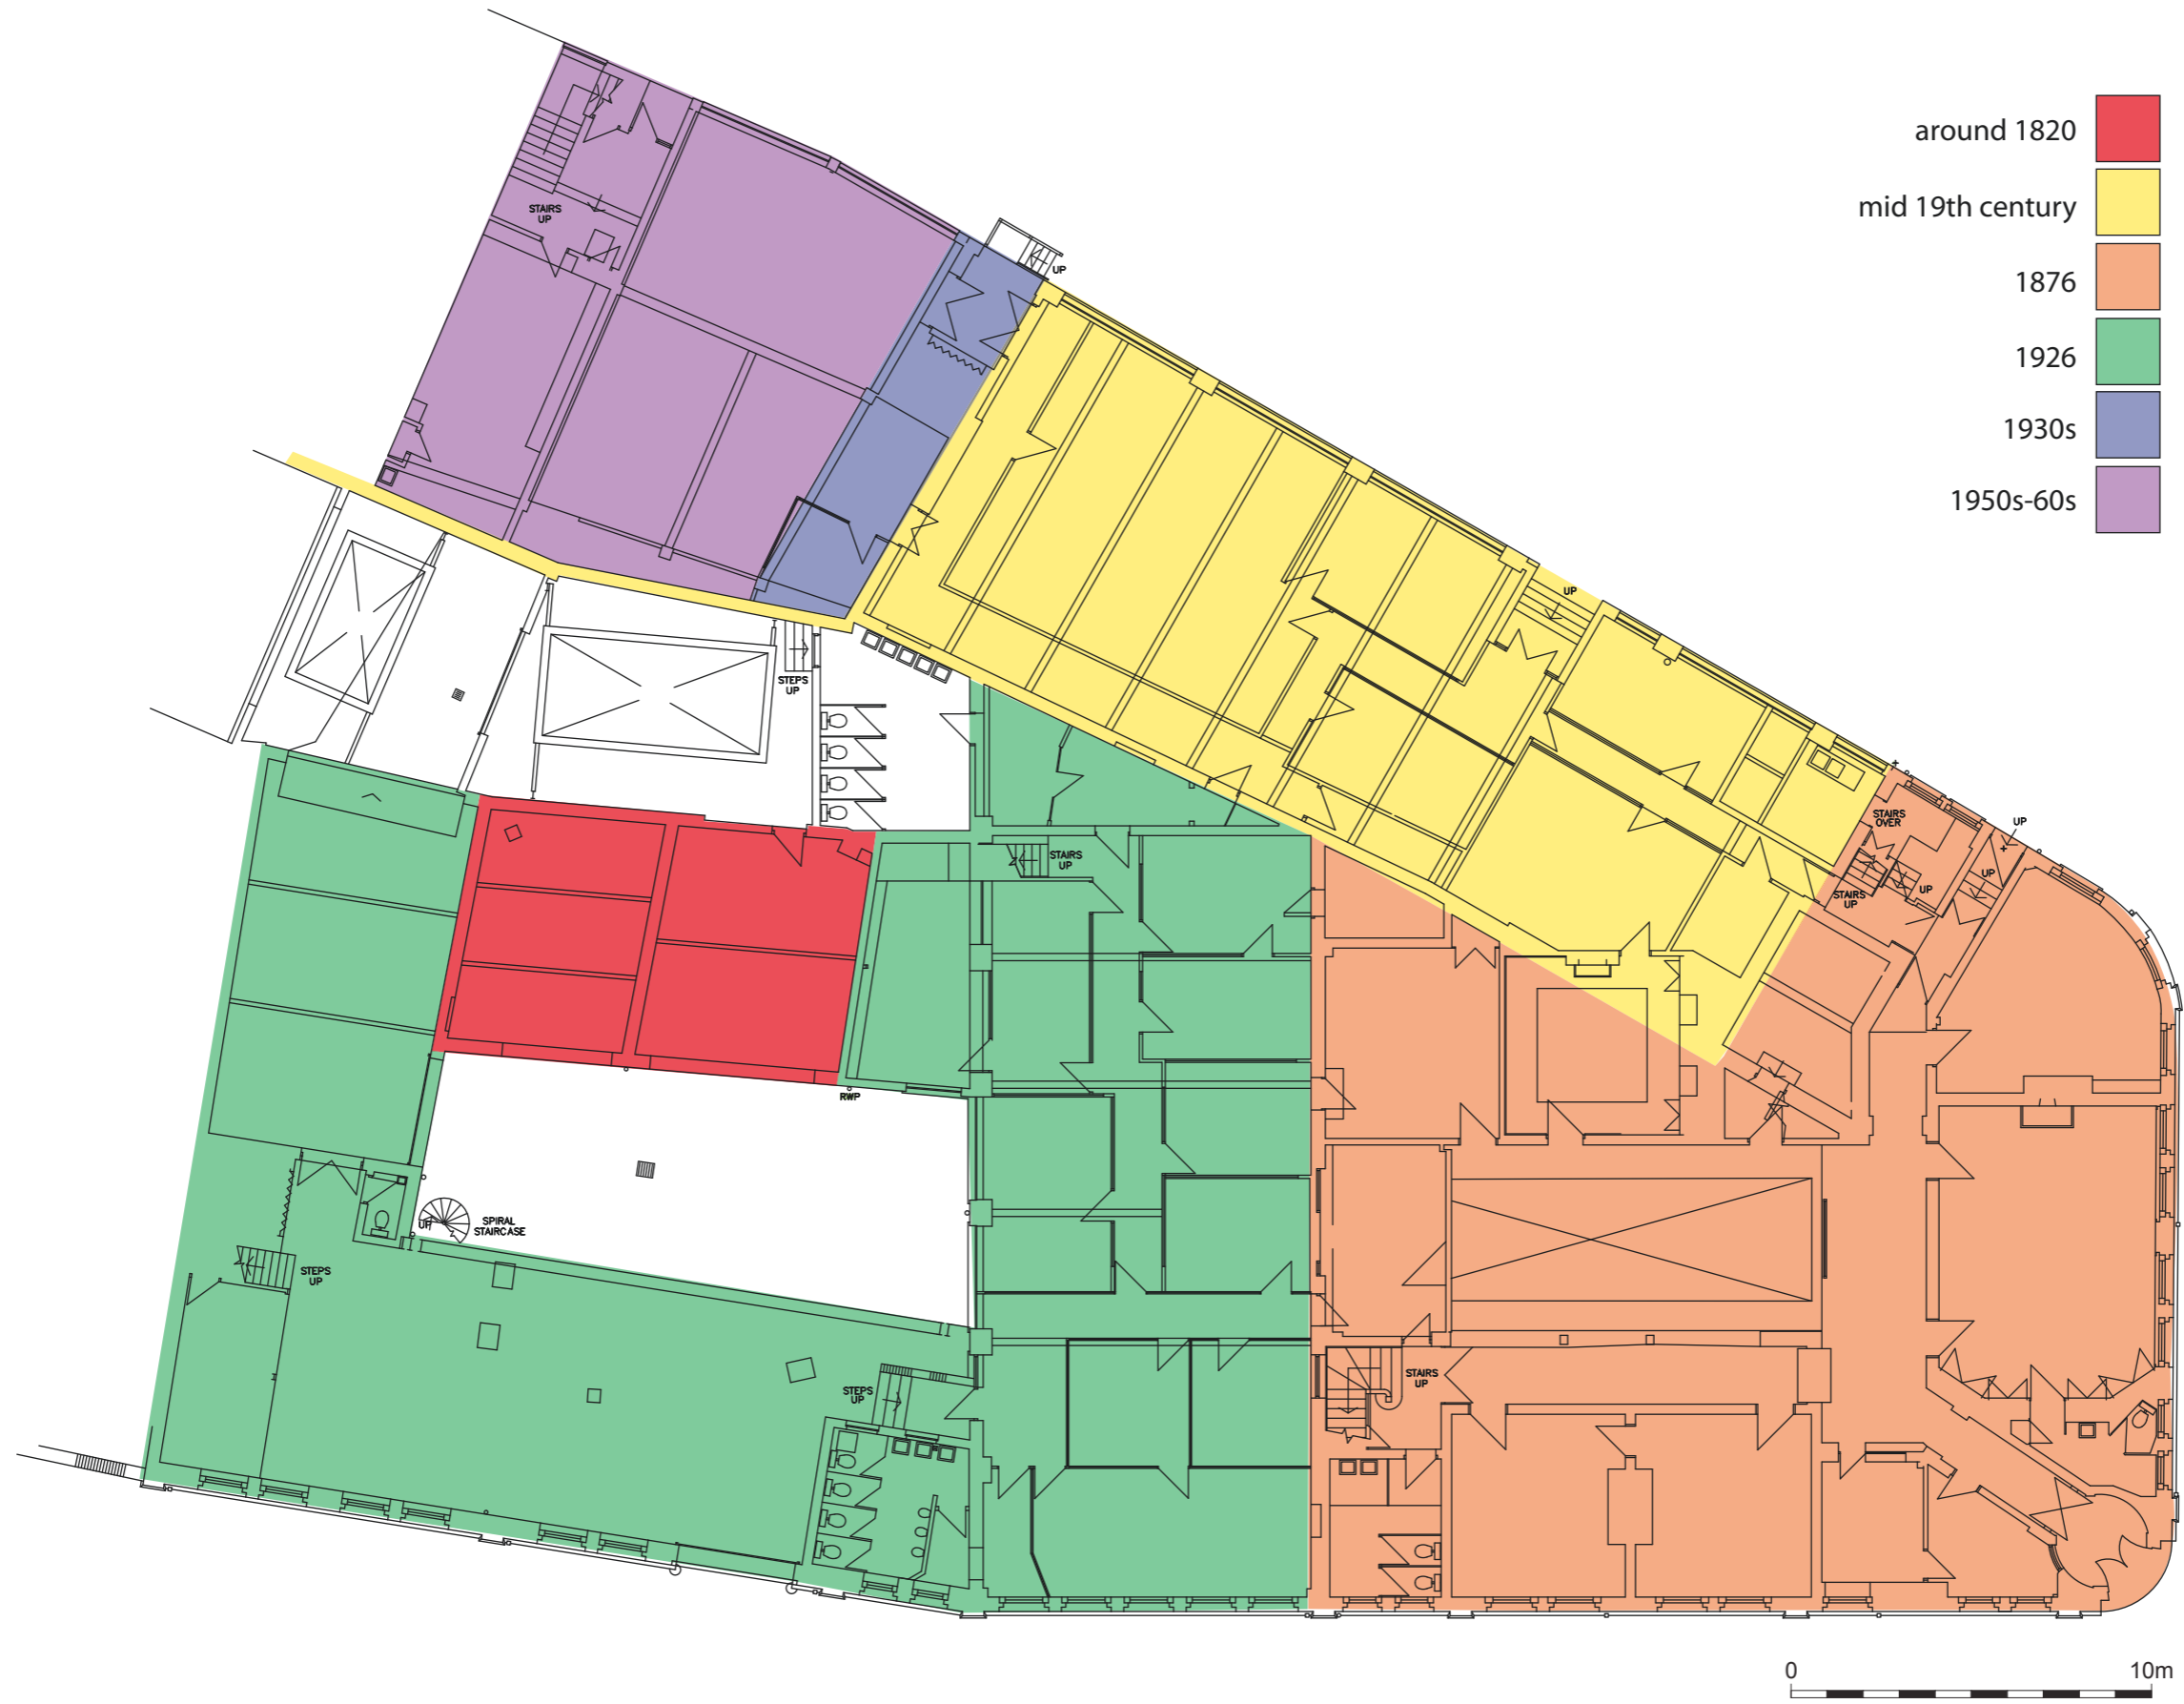 around 1820
mid 19th century
1876
1926
1930s
1950s-60s
STAIRS
UP
UP
UP
STEPS
UP
STAIRS
OVER
UP
STAIRS
UP
UP
UP
STAIRS
UP
RWP
UP
SPIRAL
STAIRCASE
STEPS
UP
STAIRS
UP
STEPS
UP
0
10m